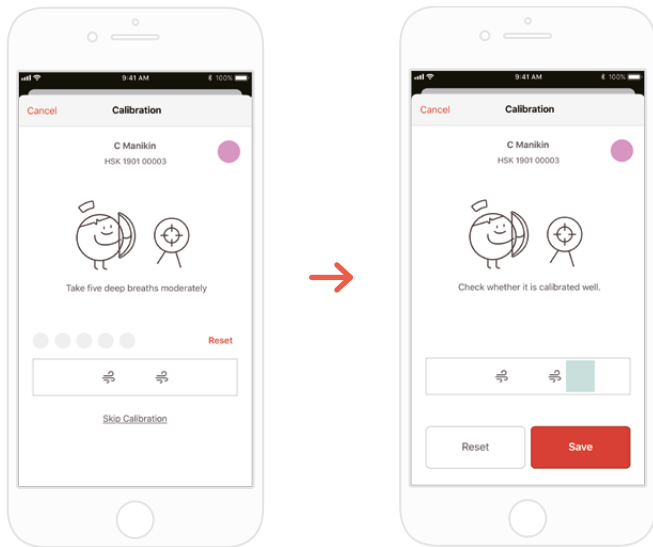 9:41 AM
100%
Cancel
Calibration
C Manikin
HSK 1901 00003
Take five deep breaths moderately
Reset
Skip Calibration
9:41 AM
100%
Cancel
Calibration
C Manikin
HSK 1901 00003
Check whether it is calibrated well.
Reset
Save